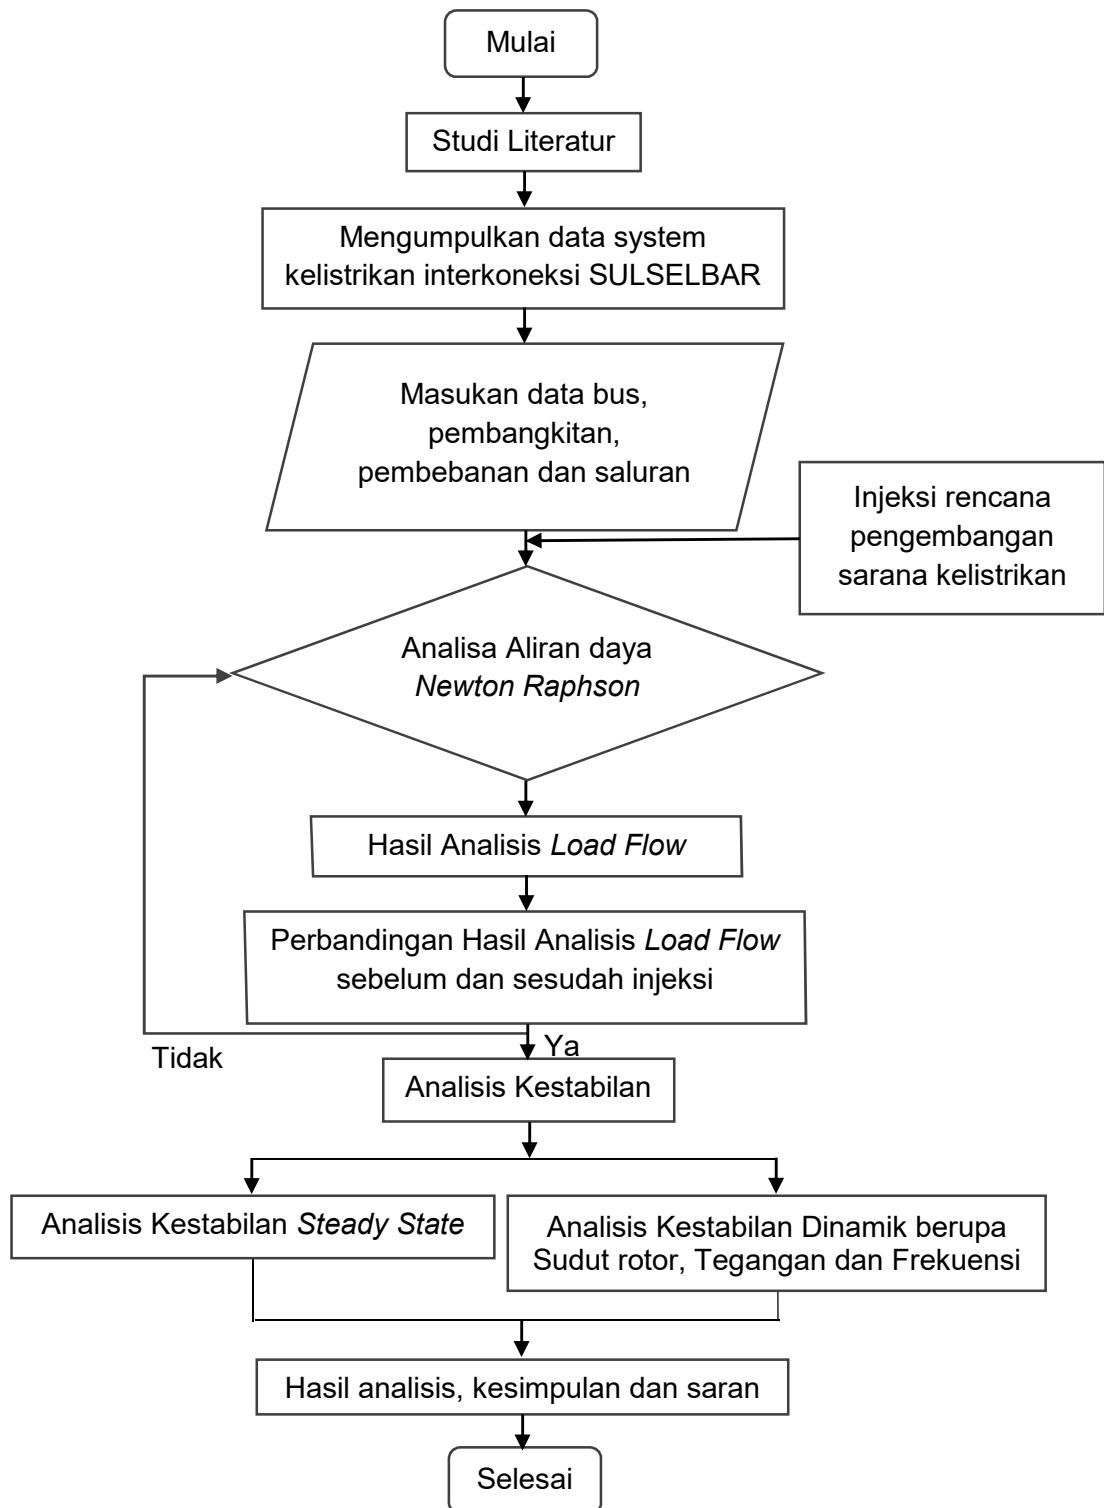 Mulai
Studi Literatur
Mengumpulkan data system
kelistrikan interkoneksi SULSELBAR
Masukan data bus,
pembangkitan,
pembebanan dan saluran
Injeksi rencana
pengembangan
sarana kelistrikan
Analisa Aliran daya
Newton Raphson
Hasil Analisis Load Flow
Perbandingan Hasil Analisis Load Flow
sebelum dan sesudah injeksi
Tidak
Ya
Analisis Kestabilan
Analisis Kestabilan Steady State
Analisis Kestabilan Dinamik berupa
Sudut rotor, Tegangan dan Frekuensi
Hasil analisis, kesimpulan dan saran
Selesai